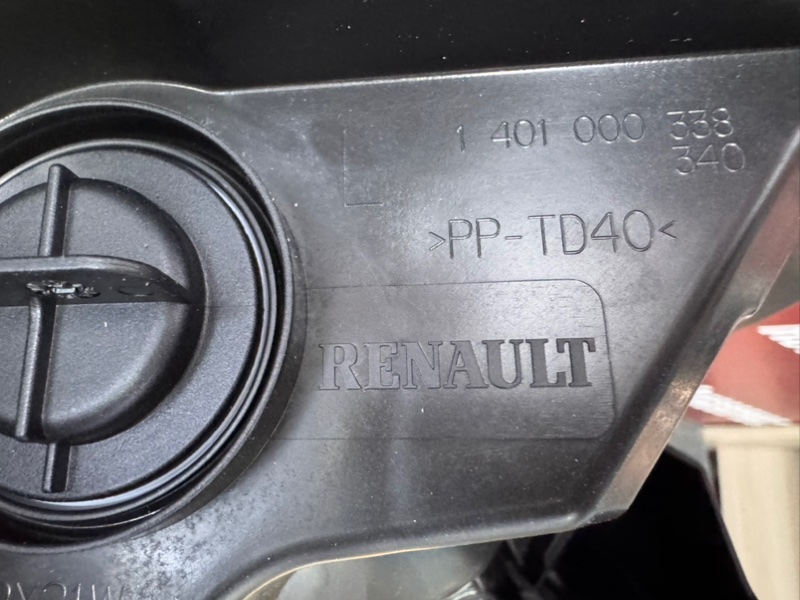 1 401 000 338
340
L
>PP-TD40<
RENAULT